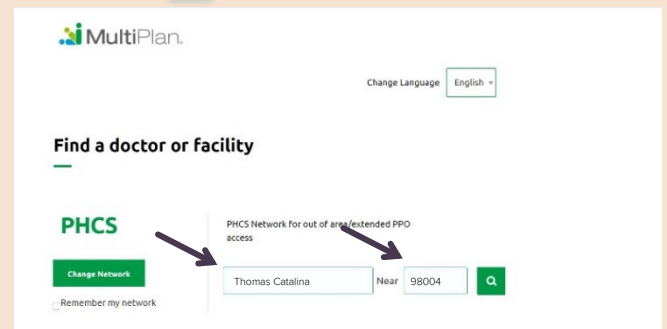 MultiPlan.
Change Language English
Find a doctor or facility
PHCS
PHCS Network for out of area/extended PPO
access
Change Network
Thomas Catalina Near 98004
Remember my network